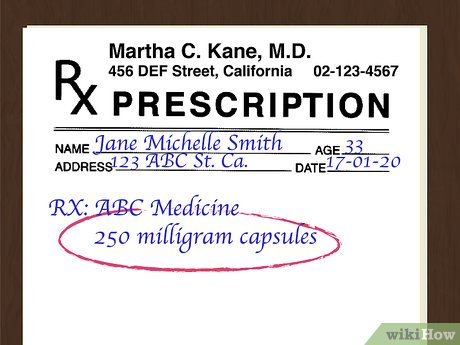 Martha C. Kane, M.D.
456 DEF Street, California 02-123-4567
Rx PRESCRIPTION
NAME Jane Michelle Smith AGE 33
ADDRESS 123 ABC St. Ca. DATE 17-01-20
RX: ABC Medicine
250 milligram capsules
wikiHow